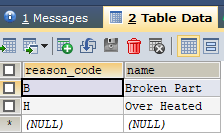 1 Messages 2 Table Data
reason_code name
B Broken Part
H Over Heated
* (NULL) (NULL)